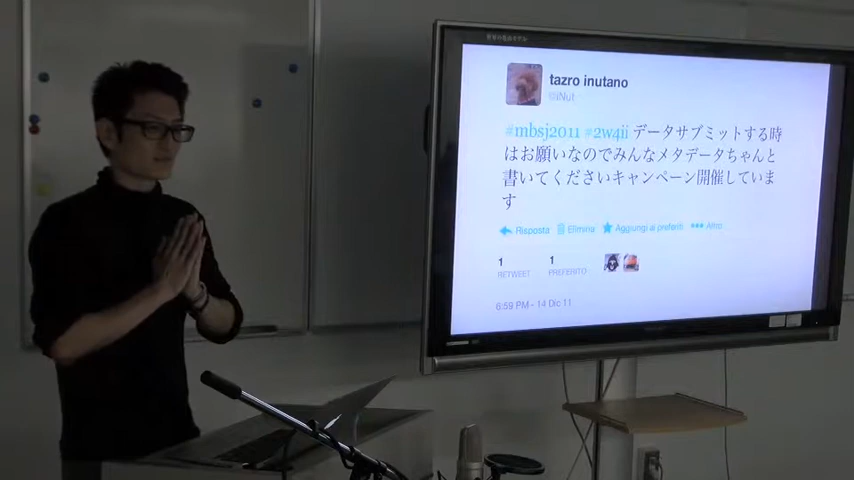 tazro inutano
@iNut
#mbsj2011 #2w4ii データサブミットする時
はお願いなのでみんなメタデータちゃんと
書いてくださいキャンペーン開催していま
す
Risposta Elimina Aggiungi ai preferiti Altro
1 1
RETWEET PREFERITO
6:59 PM - 14 Dic 11